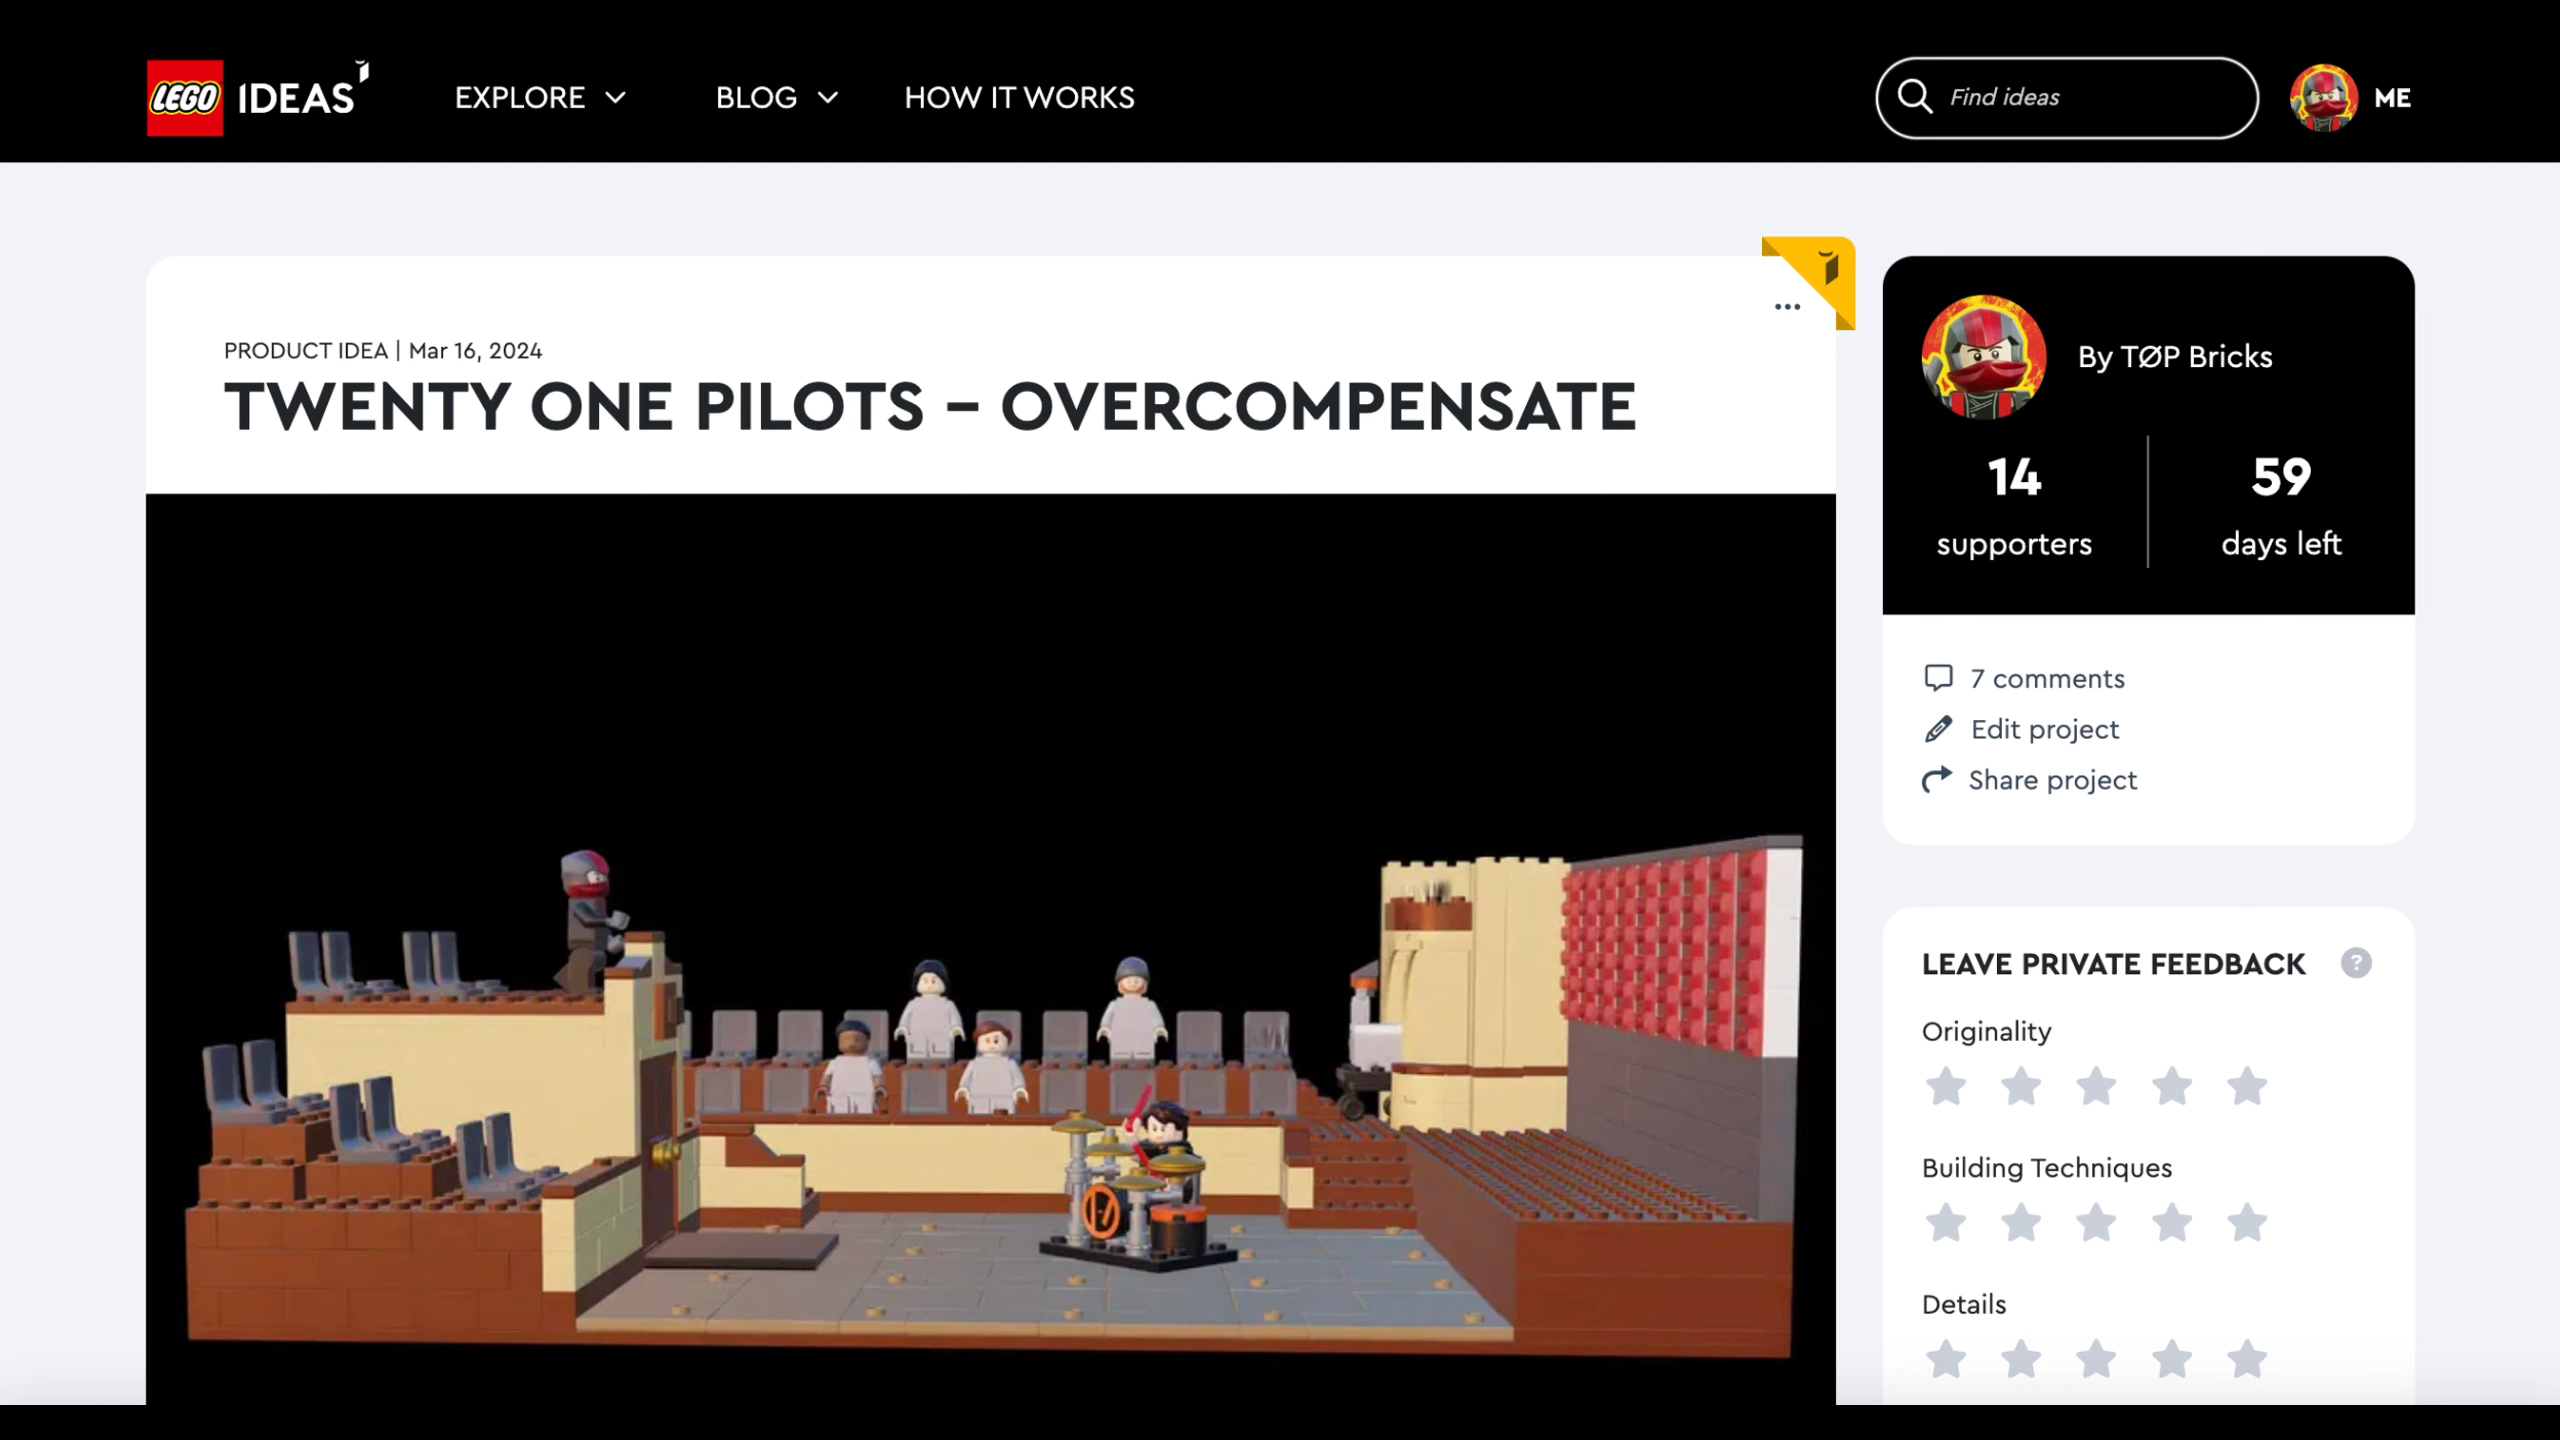 LEGO IDEAS
EXPLORE
BLOG
HOW IT WORKS
Find ideas
ME
PRODUCT IDEA | Mar 16, 2024
TWENTY ONE PILOTS – OVERCOMPENSATE
By TØP Bricks
14
supporters
59
days left
7 comments
Edit project
Share project
LEAVE PRIVATE FEEDBACK ?
Originality
Building Techniques
Details